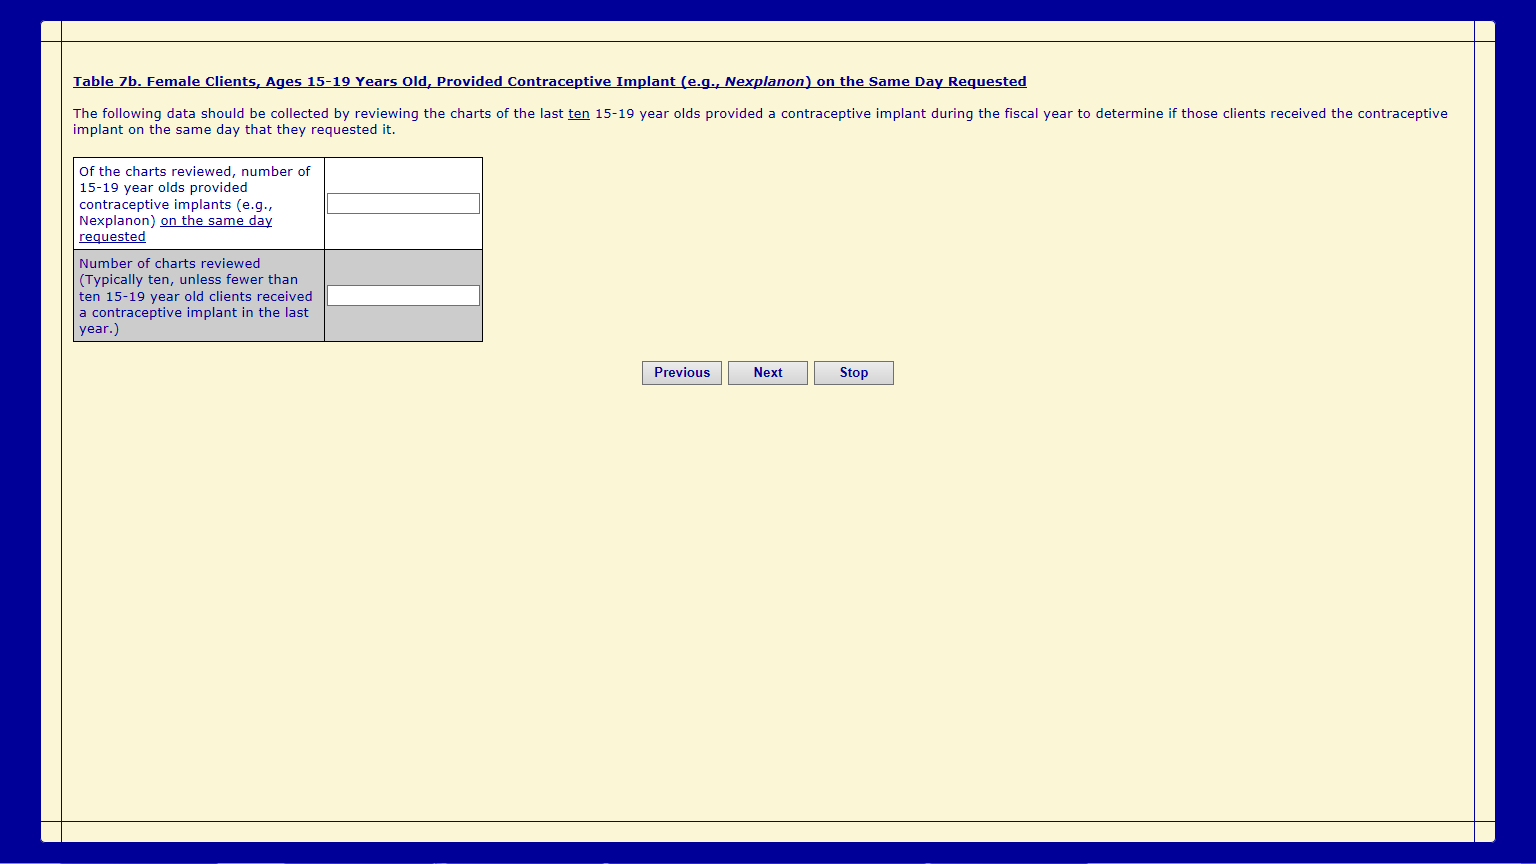 Table 7b. Female Clients, Ages 15-19 Years Old, Provided Contraceptive Implant (e.g., Nexplanon) on the Same Day Requested
The following data should be collected by reviewing the charts of the last ten 15-19 year olds provided a contraceptive implant during the fiscal year to determine if those clients received the contraceptive
implant on the same day that they requested it.
Of the charts reviewed, number of
15-19 year olds provided
contraceptive implants (e.g.,
Nexplanon) on the same day
requested
Number of charts reviewed
(Typically ten, unless fewer than
ten 15-19 year old clients received
a contraceptive implant in the last
year.)
Previous Next Stop